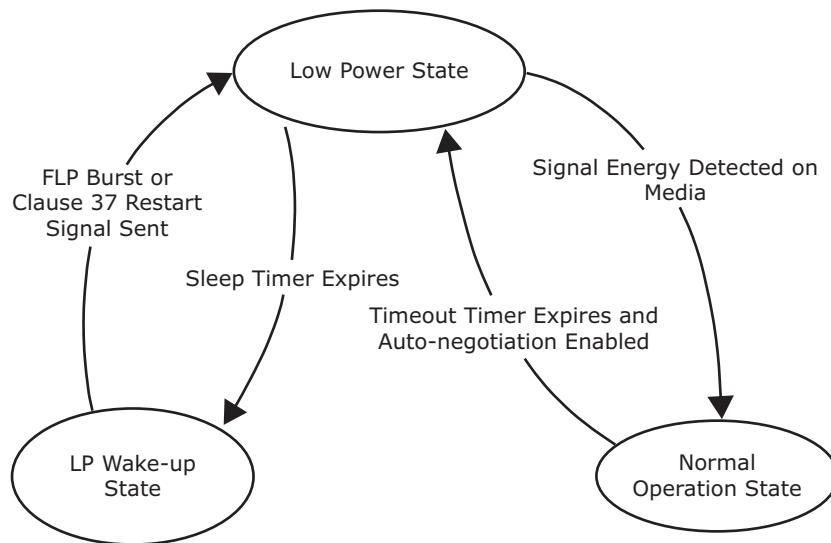 Low Power State
FLP Burst or
Clause 37 Restart
Signal Sent
Signal Energy Detected on
Media
Sleep Timer Expires
Timeout Timer Expires and
Auto-negotiation Enabled
LP Wake-up
State
Normal
Operation State